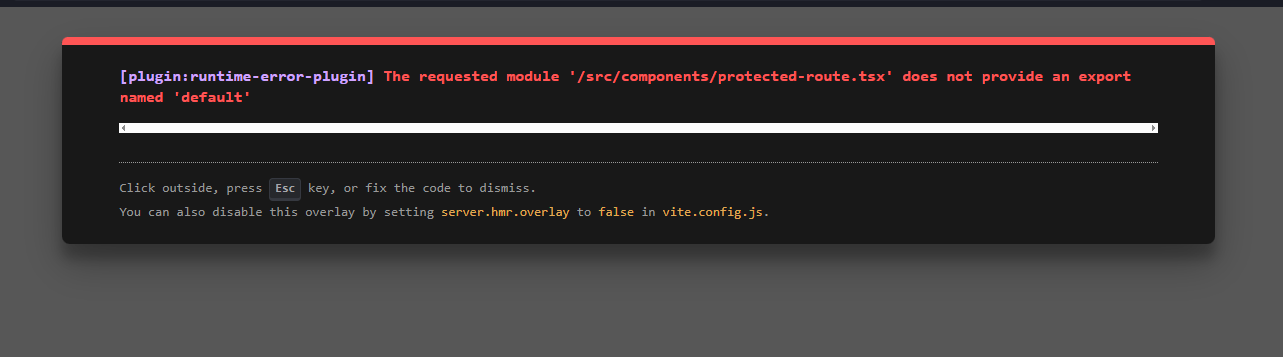 [plugin:runtime-error-plugin] The requested module '/src/components/protected-route.tsx' does not provide an export
named 'default'
Click outside, press Esc key, or fix the code to dismiss.
You can also disable this overlay by setting server.hmr.overlay to false in vite.config.js.